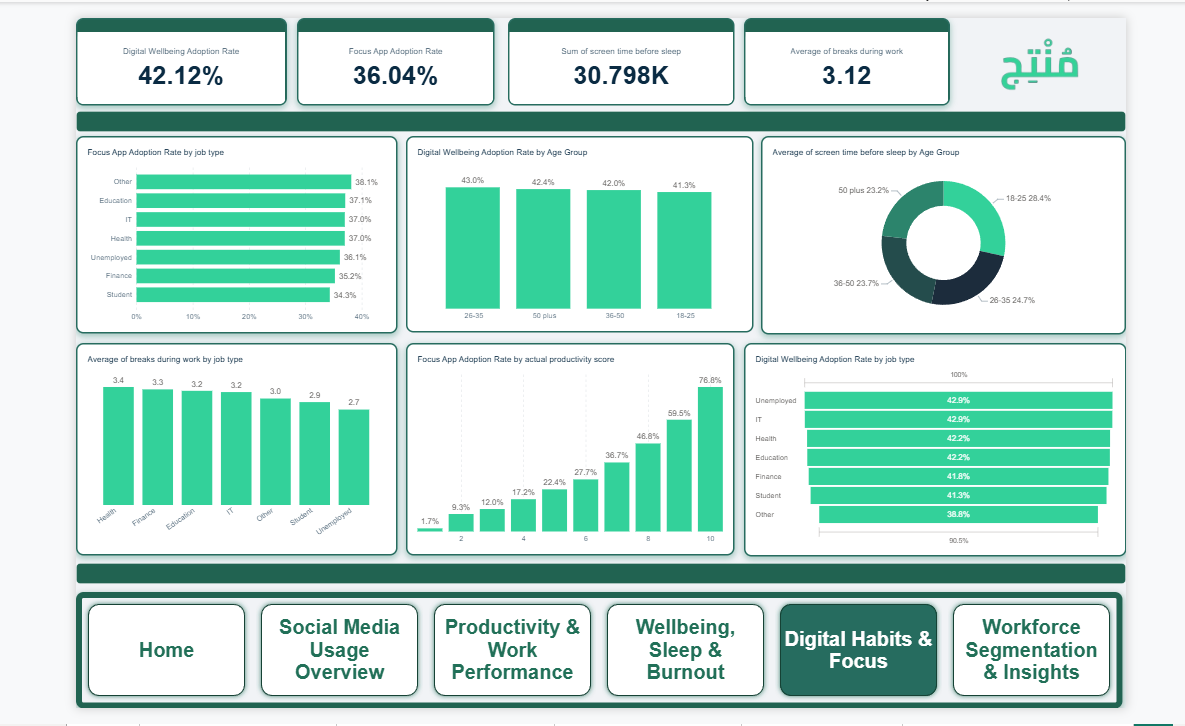 Digital Wellbeing Adoption Rate
42.12%
Focus App Adoption Rate
36.04%
Sum of screen time before sleep
30.798K
Average of breaks during work
3.12
مُنْتِج
Focus App Adoption Rate by job type
Other
38.1%
Education
37.1%
IT
37.0%
Health
37.0%
Unemployed
36.1%
Finance
35.2%
Student
34.3%
0%
10%
20%
30%
40%
Digital Wellbeing Adoption Rate by Age Group
43.0%
42.4%
42.0%
41.3%
26-35
50 plus
36-50
18-25
Average of screen time before sleep by Age Group
50 plus 23.2%
18-25 28.4%
36-50 23.7%
26-35 24.7%
Average of breaks during work by job type
3.4
3.3
3.2
3.2
3.0
2.9
2.7
Health
Finance
Education
IT
Other
Student
Unemployed
Focus App Adoption Rate by actual productivity score
1.7%
9.3%
12.0%
17.2%
22.4%
27.7%
36.7%
46.8%
59.5%
76.8%
2
4
6
8
10
Digital Wellbeing Adoption Rate by job type
100%
Unemployed
42.9%
IT
42.9%
Health
42.2%
Education
42.2%
Finance
41.8%
Student
41.3%
Other
38.8%
90.5%
Home
Social Media
Usage
Overview
Productivity &
Work
Performance
Wellbeing,
Sleep &
Burnout
Digital Habits &
Focus
Workforce
Segmentation
& Insights